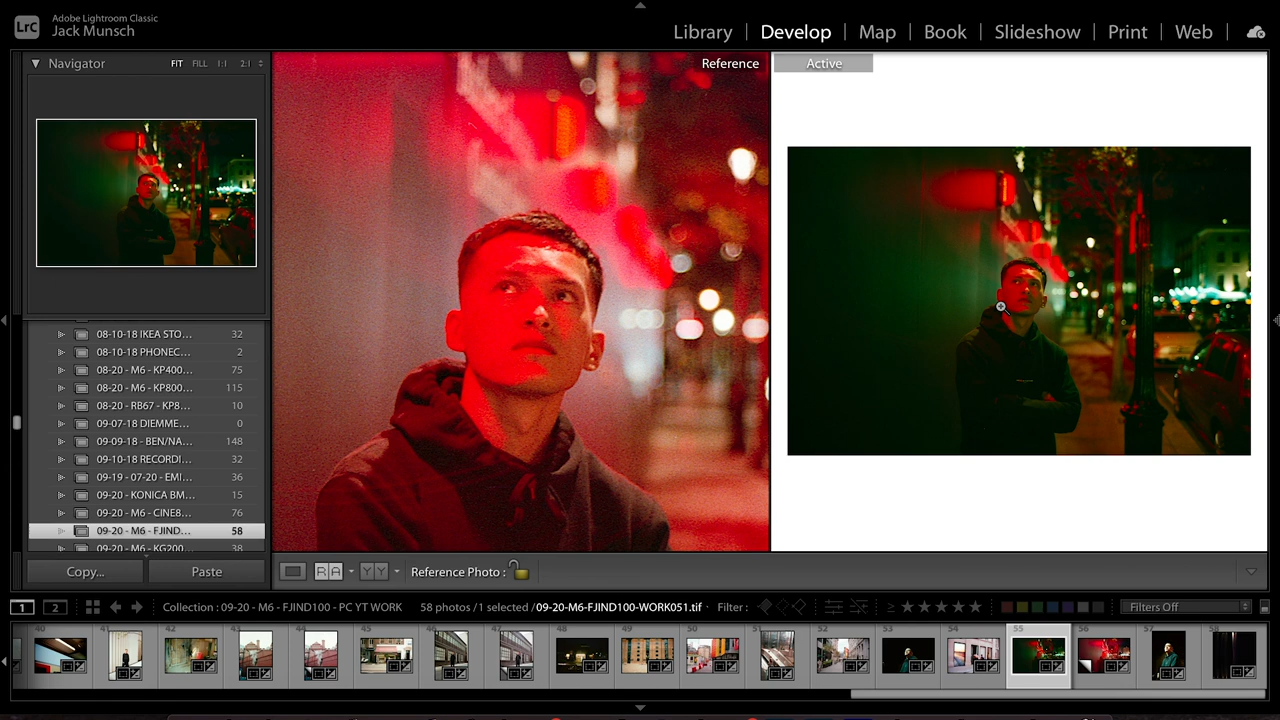 LrC
Adobe Lightroom Classic
Jack Munsch
Library
Develop
Map
Book
Slideshow
Print
Web
Navigator
FIT
FILL
1:1
2:1
Reference
Active
08-10-18 IKEA STO... 32
08-10-18 PHONEC... 2
08-20 - M6 - KP400... 75
08-20 - M6 - KP800... 115
08-20 - RB67 - KP8... 10
09-07-18 DIEMME... 0
09-09-18 - BEN/NA... 148
09-10-18 RECORDI... 32
09-19 - 07-20 - EMI... 36
09-20 - KONICA BM... 15
09-20 - M6 - CINE8... 76
09-20 - M6 - FJIND... 58
09-20 - M6 - KG200... 38
Copy...
Paste
R A
Y Y
Reference Photo :
1
2
Collection : 09-20 - M6 - FJIND100 - PC YT WORK
58 photos / 1 selected / 09-20-M6-FJIND100-WORK051.tif
Filter :
Filters Off
40 41 42 43 44 45 46 47 48 49 50 51 52 53 54 55 56 57 58